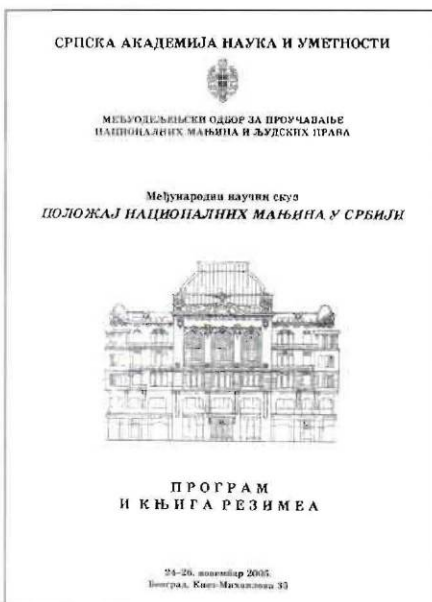 СРПСКА АКАДЕМИЈА НАУКА И УМЕТНОСТИ
МЕЂУОДЕЉЕЊСКИ ОДБОР ЗА ПРОУЧАВАЊЕ
НАЦИОНАЛНИХ МАЊИНА И ЉУДСКИХ ПРАВА
Међународни научни скуп
ПОЛОЖАЈ НАЦИОНАЛНИХ МАЊИНА У СРБИЈИ
ПРОГРАМ
И КЊИГА РЕЗИМЕА
24–26. новембар 2005.
Београд, Кнез-Михаилова 35